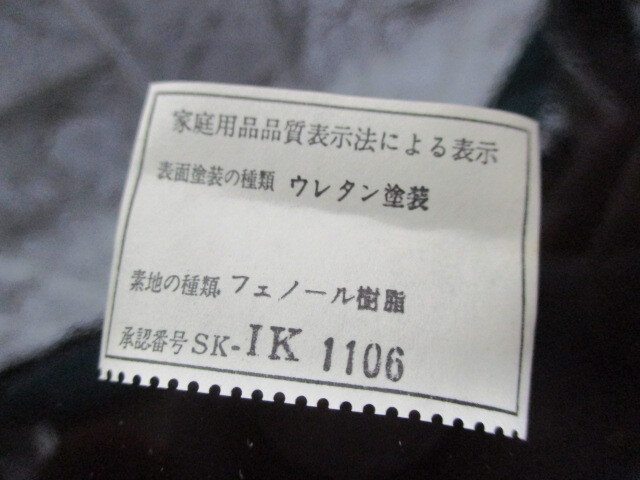 家庭用品品質表示法による表示
表面塗装の種類 ウレタン塗装
素地の種類 フェノール樹脂
承認番号 SK-IK 1106